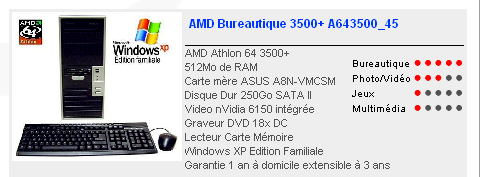 AMD Bureautique 3500+ A643500_45
AMD
64
Athlon
Microsoft
Windows xp
Edition familiale
AMD Athlon 64 3500+
512Mo de RAM
Carte mère ASUS A8N-VMCSM
Disque Dur 250Go SATA II
Video nVidia 6150 intégrée
Graveur DVD 18x DC
Lecteur Carte Mémoire
Windows XP Edition Familiale
Garantie 1 an à domicile extensible à 3 ans
Bureautique
Photo/Vidéo
Jeux
Multimédia